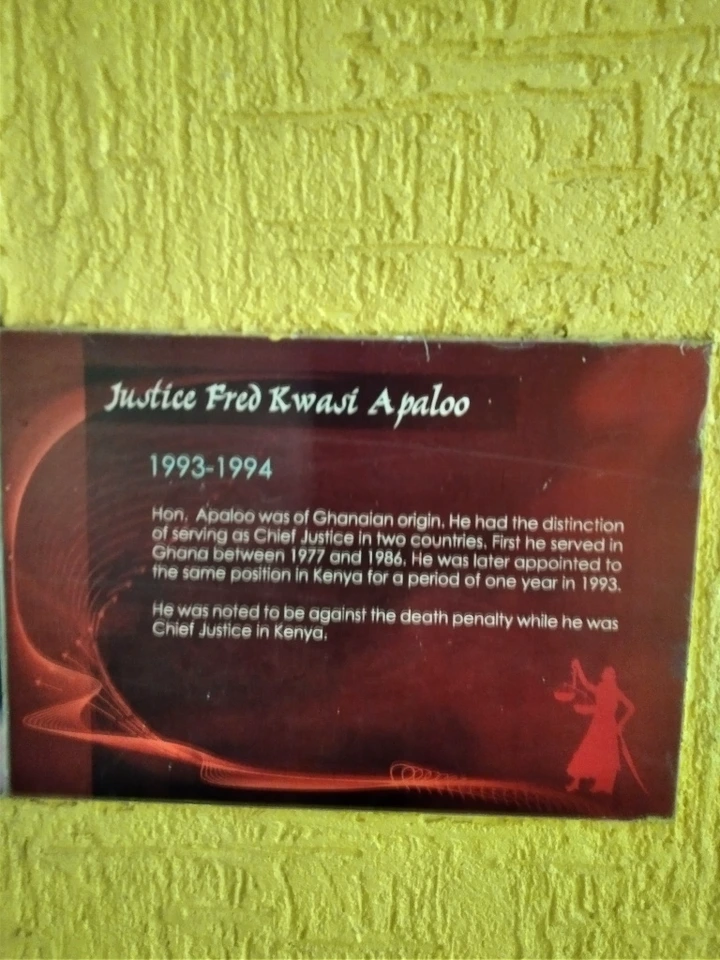 Justice Fred Kwasi Apaloo
1993-1994
Hon. Apaloo was of Ghanaian origin. He had the distinction
of serving as Chief Justice in two countries. First he served in
Ghana between 1977 and 1986. He was later appointed to
the same position in Kenya for a period of one year in 1993.
He was noted to be against the death penalty while he was
Chief Justice in Kenya.